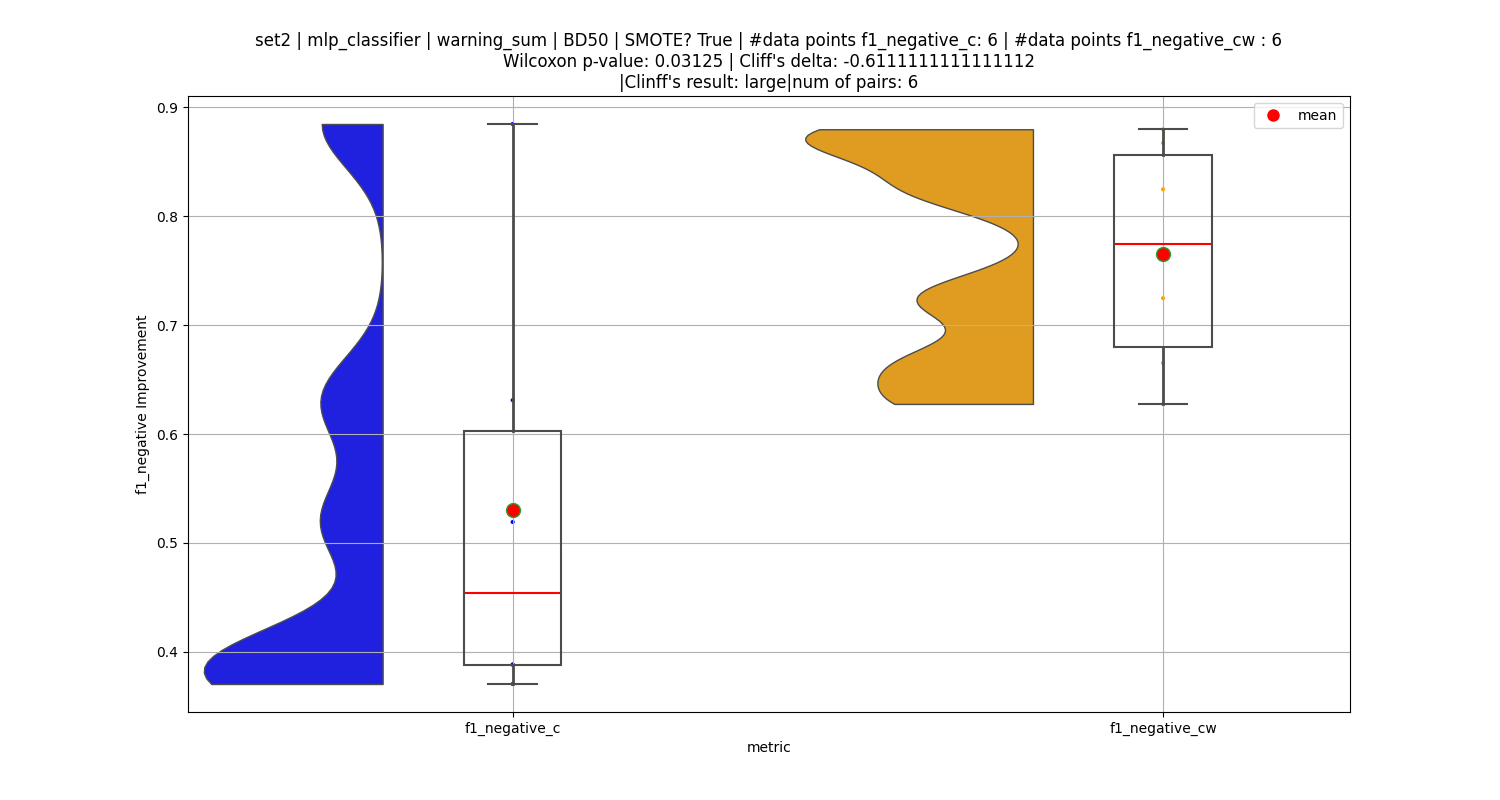 set2 | mlp_classifier | warning_sum | BD50 | SMOTE? True | #data points f1_negative_c: 6 | #data points f1_negative_cw : 6
Wilcoxon p-value: 0.03125 | Cliff's delta: -0.6111111111111112
|Clinff's result: large|num of pairs: 6
mean
0.9
0.8
0.7
0.6
0.5
0.4
f1_negative Improvement
f1_negative_c
f1_negative_cw
metric